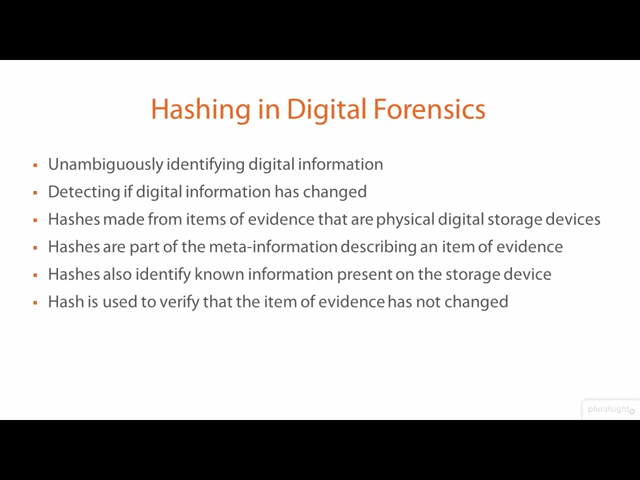 Hashing in Digital Forensics
▪ Unambiguously identifying digital information
▪ Detecting if digital information has changed
▪ Hashes made from items of evidence that are physical digital storage devices
▪ Hashes are part of the meta-information describing an item of evidence
▪ Hashes also identify known information present on the storage device
▪ Hash is used to verify that the item of evidence has not changed
pluralsight